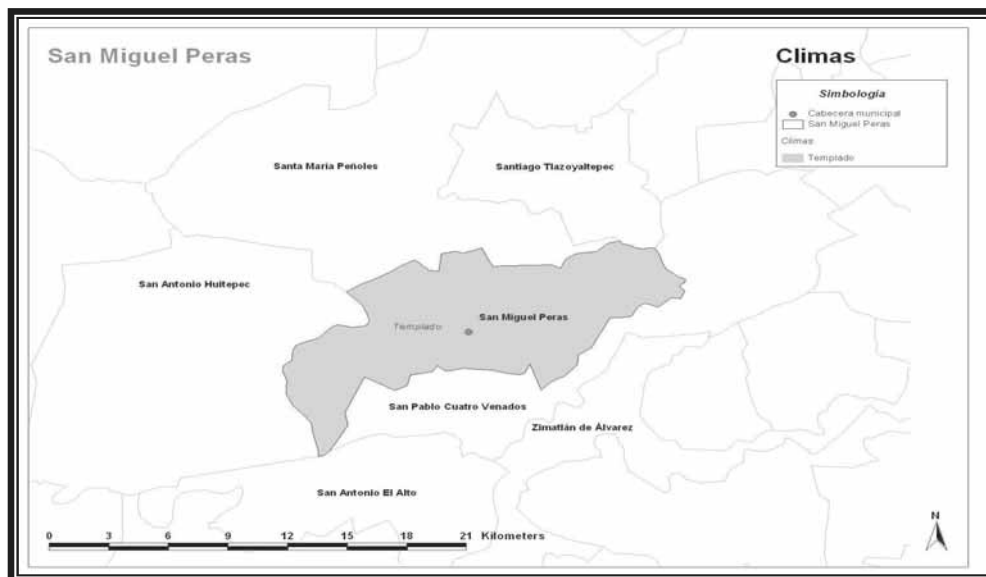 San Miguel Peras
Climas
Simbología
Cabecera municipal
San Miguel Peras
Climas
Templado
Santa María Peñoles
Santiago Tlazoyaltepec
San Antonio Huitepec
San Miguel Peras
Templado
San Pablo Cuatro Venados
Zimatlán de Álvarez
San Antonio El Alto
0 3 6 9 12 15 18 21 Kilometers
N